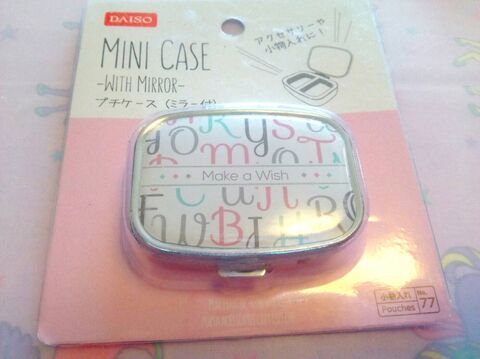 DAISO
MINI CASE
-WITH MIRROR-
プチケース〈ミラー付〉
アクセサリーや
小物入れに!
Make a Wish
小物入れ
Pouches
No.
77